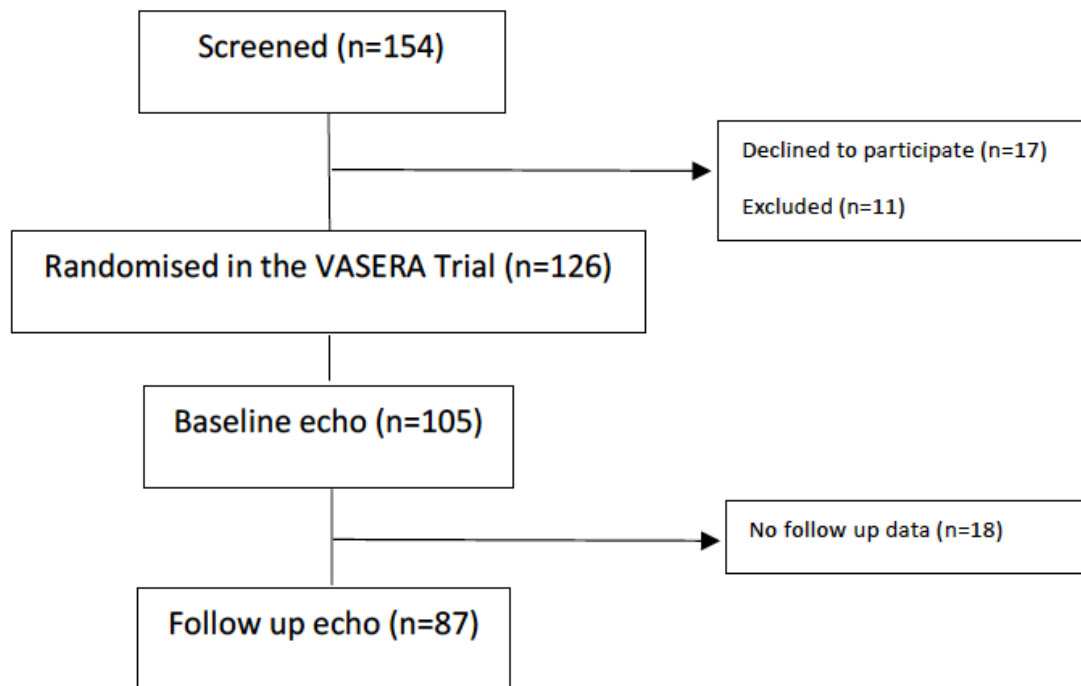 Screened (n=154)
Declined to participate (n=17)
Excluded (n=11)
Randomised in the VASERA Trial (n=126)
Baseline echo (n=105)
No follow up data (n=18)
Follow up echo (n=87)